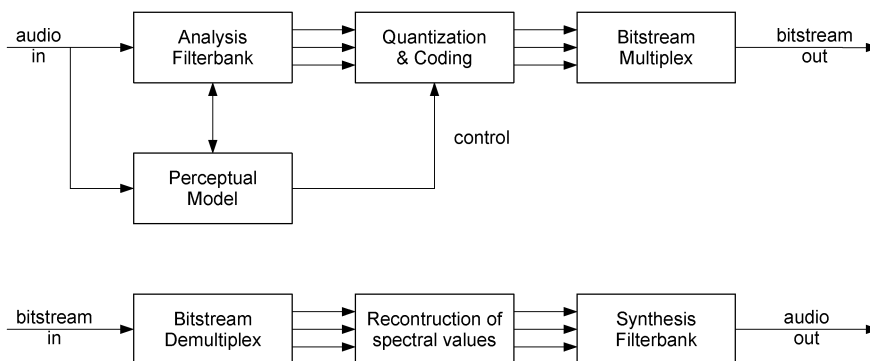 audio
in
Analysis
Filterbank
Quantization
& Coding
Bitstream
Multiplex
bitstream
out
control
Perceptual
Model
bitstream
in
Bitstream
Demultiplex
Recontruction of
spectral values
Synthesis
Filterbank
audio
out